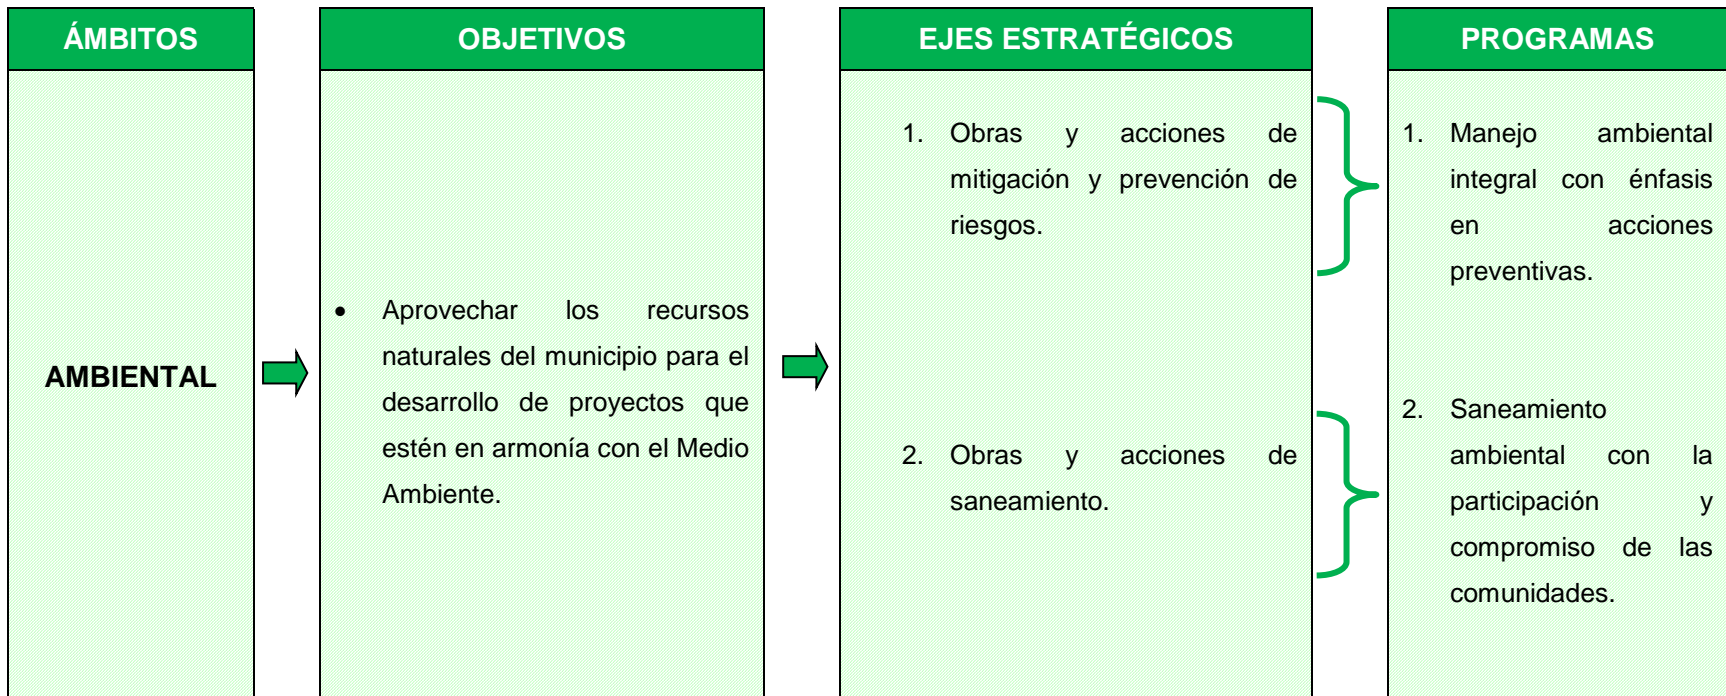 ÁMBITOS
AMBIENTAL
OBJETIVOS
• Aprovechar los recursos
naturales del municipio para el
desarrollo de proyectos que
estén en armonía con el Medio
Ambiente.
EJES ESTRATÉGICOS
1. Obras y acciones de
mitigación y prevención de
riesgos.
2. Obras y acciones de
saneamiento.
PROGRAMAS
1. Manejo ambiental
integral con énfasis
en acciones
preventivas.
2. Saneamiento
ambiental con la
participación y
compromiso de las
comunidades.